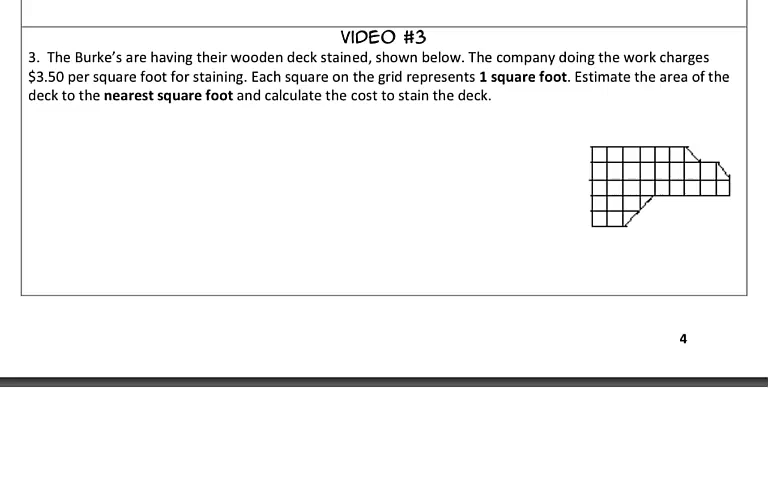 VIDEO #3
3.  The Burke's are having their wooden deck stained, shown below. The company doing the work charges
$3.50 per square foot for staining. Each square on the grid represents 1 square foot. Estimate the area of the
deck to the nearest square foot and calculate the cost to stain the deck.
4